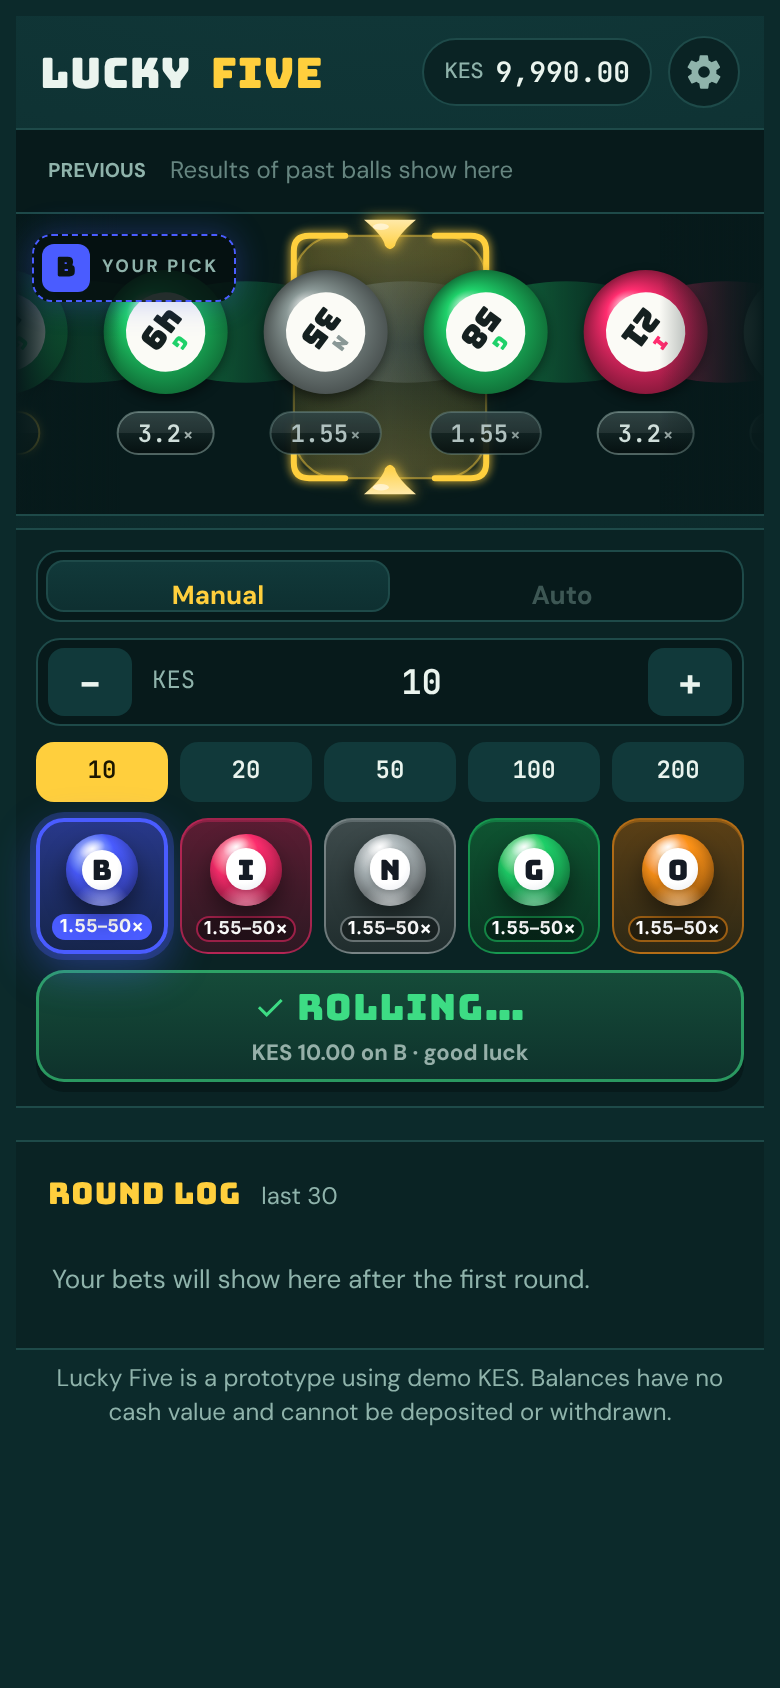 LUCKY FIVE
KES 9,990.00
PREVIOUS Results of past balls show here
B YOUR PICK
49 G
35 N
58 G
21 I
3.2×
1.55×
1.55×
3.2×
Manual
Auto
− KES 10 +
10 20 50 100 200
B I N G O
1.55–50× 1.55–50× 1.55–50× 1.55–50× 1.55–50×
✓ ROLLING...
KES 10.00 on B · good luck
ROUND LOG last 30
Your bets will show here after the first round.
Lucky Five is a prototype using demo KES. Balances have no
cash value and cannot be deposited or withdrawn.